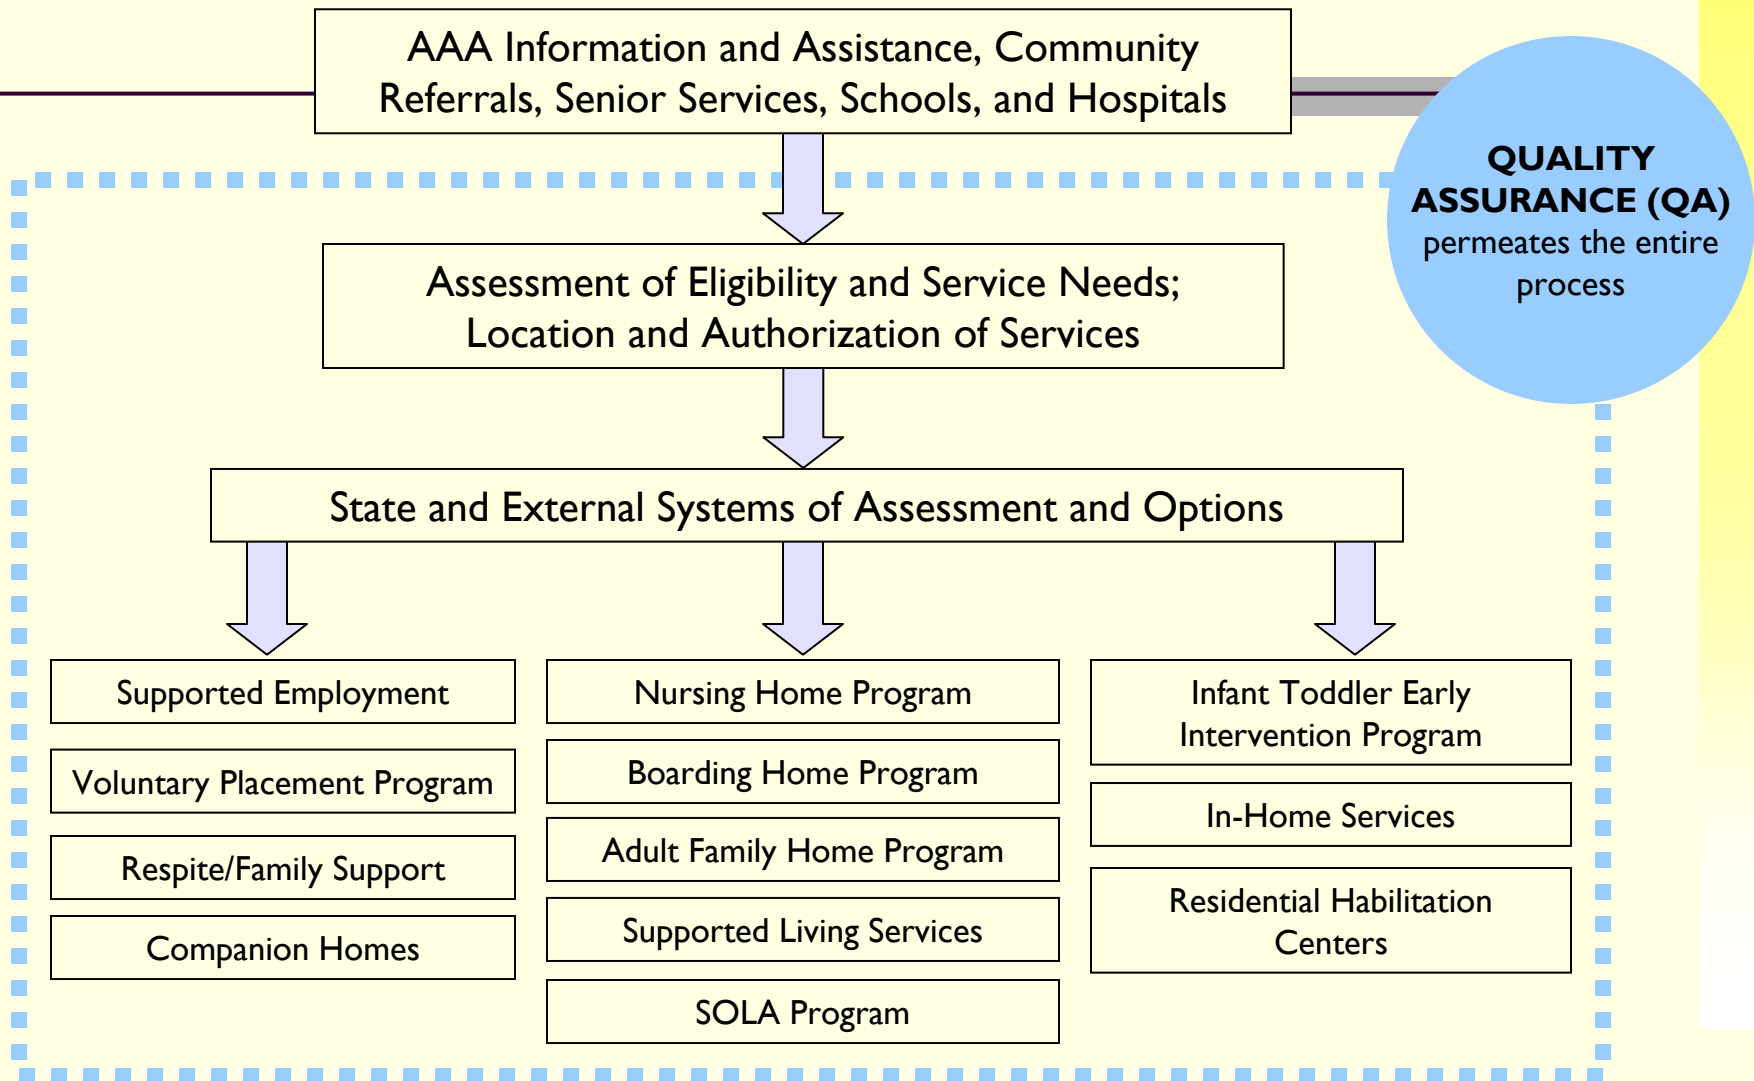 AAA Information and Assistance, Community
Referrals, Senior Services, Schools, and Hospitals
QUALITY
ASSURANCE (QA)
permeates the entire
process
Assessment of Eligibility and Service Needs;
Location and Authorization of Services
State and External Systems of Assessment and Options
Supported Employment
Voluntary Placement Program
Respite/Family Support
Companion Homes
Nursing Home Program
Boarding Home Program
Adult Family Home Program
Supported Living Services
SOLA Program
Infant Toddler Early
Intervention Program
In-Home Services
Residential Habilitation
Centers